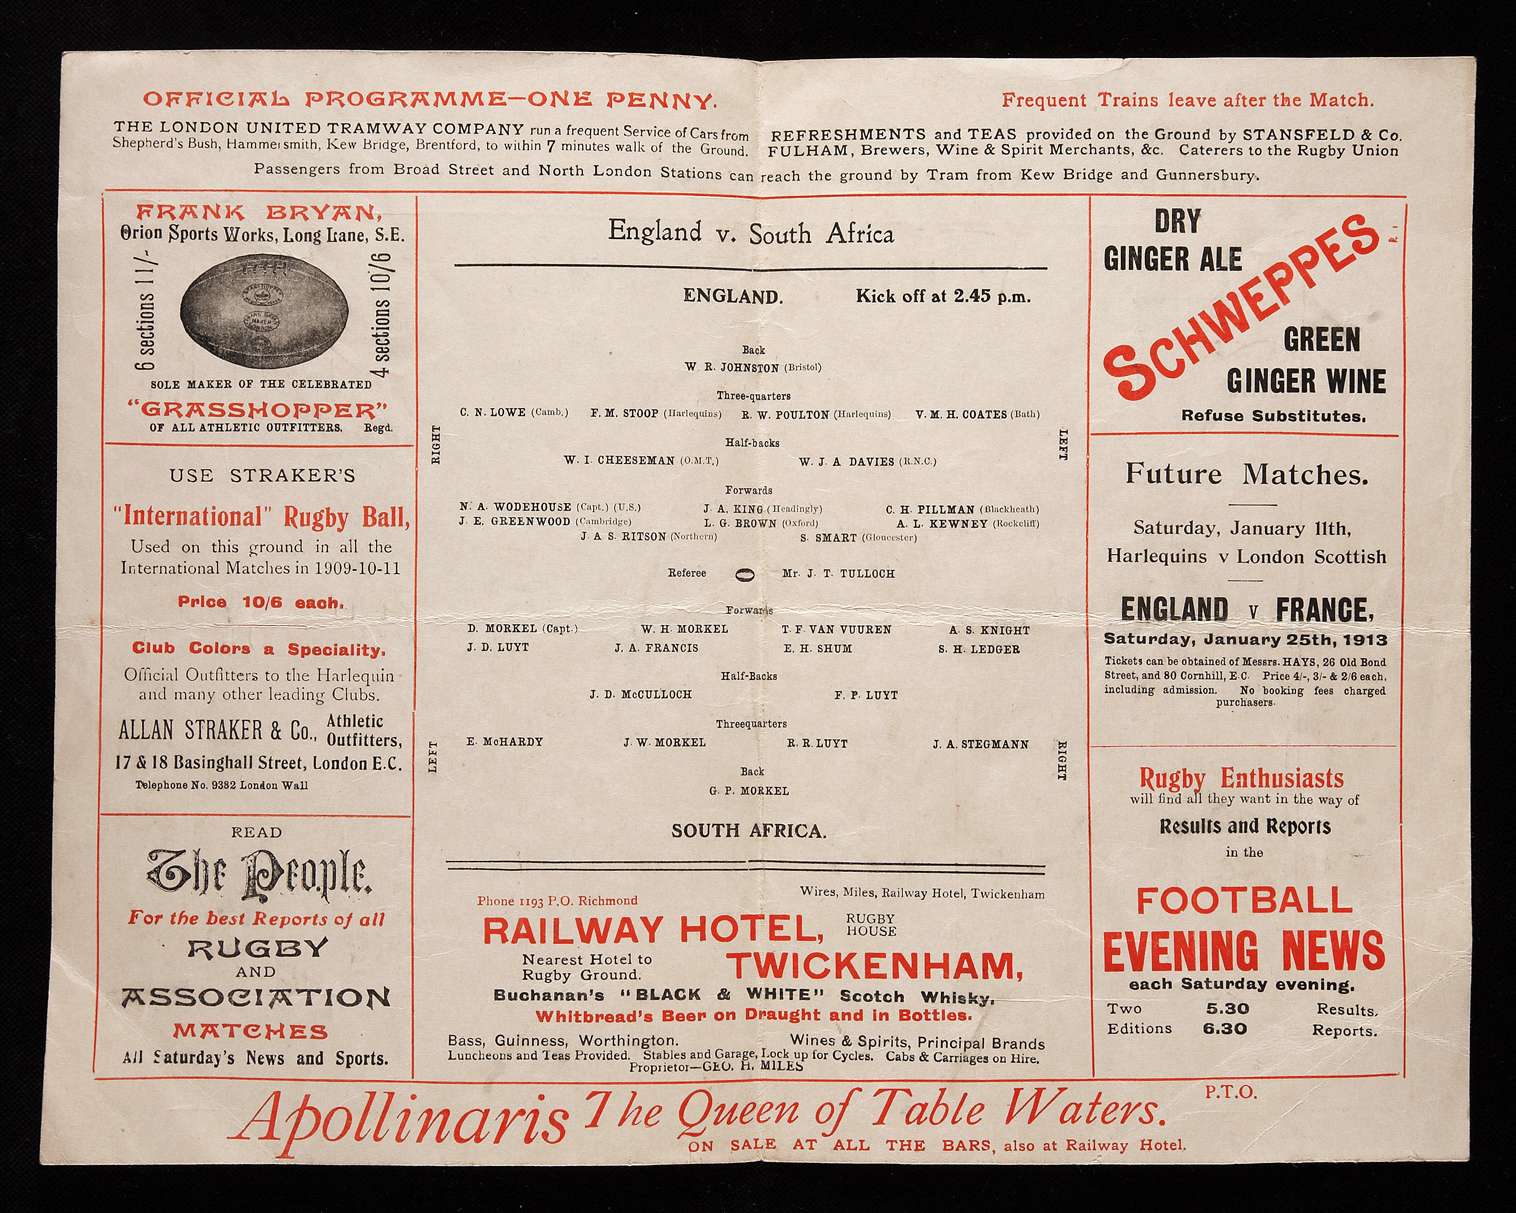 OFFICIAL PROGRAMME—ONE PENNY.
Frequent Trains leave after the Match.
THE LONDON UNITED TRAMWAY COMPANY run a frequent Service of Cars from
Shepherd's Bush, Hammersmith, Kew Bridge, Brentford, to within 7 minutes walk of the Ground.
REFRESHMENTS and TEAS provided on the Ground by STANSFELD & Co.
FULHAM, Brewers, Wine & Spirit Merchants, &c. Caterers to the Rugby Union
Passengers from Broad Street and North London Stations can reach the ground by Tram from Kew Bridge and Gunnersbury.
FRANK BRYAN,
Orion Sports Works, Long Lane, S.E.
6 sections 11/-
4 sections 10/6
SOLE MAKER OF THE CELEBRATED
"GRASSHOPPER"
OF ALL ATHLETIC OUTFITTERS. Regd.
USE STRAKER'S
"International" Rugby Ball,
Used on this ground in all the
International Matches in 1909-10-11
Price 10/6 each.
Club Colors a Speciality.
Official Outfitters to the Harlequin
and many other leading Clubs.
ALLAN STRAKER & Co., Athletic Outfitters,
17 & 18 Basinghall Street, London E.C.
Telephone No. 9382 London Wall
READ
The People.
For the best Reports of all
RUGBY
AND
ASSOCIATION
MATCHES
All Saturday's News and Sports.
England v. South Africa
ENGLAND. Kick off at 2.45 p.m.
Back
W. R. JOHNSTON (Bristol)
Three-quarters
C. N. LOWE (Camb.) F. M. STOOP (Harlequins) R. W. POULTON (Harlequins) V. M. H. COATES (Bath)
RIGHT
LEFT
Half-backs
W. I. CHEESEMAN (O.M.T.) W. J. A. DAVIES (R.N.C.)
Forwards
N. A. WODEHOUSE (Capt.) (U.S.) J. A. KING (Headingly) C. H. PILLMAN (Blackheath)
J. E. GREENWOOD (Cambridge) L. G. BROWN (Oxford) A. L. KEWNEY (Rockcliff)
J. A. S. RITSON (Northern) S. SMART (Gloucester)
Referee Mr. J. T. TULLOCH
Forwards
D. MORKEL (Capt.) W. H. MORKEL T. F. VAN VUUREN A. S. KNIGHT
J. D. LUYT J. A. FRANCIS E. H. SHUM S. H. LEDGER
Half-Backs
J. D. McCULLOCH F. P. LUYT
Threequarters
E. McHARDY J. W. MORKEL R. R. LUYT J. A. STEGMANN
LEFT
RIGHT
Back
G. P. MORKEL
SOUTH AFRICA.
Phone 1193 P.O. Richmond
Wires, Miles, Railway Hotel, Twickenham
RAILWAY HOTEL, RUGBY HOUSE
Nearest Hotel to
Rugby Ground.
TWICKENHAM,
Buchanan's "BLACK & WHITE" Scotch Whisky.
Whitbread's Beer on Draught and in Bottles.
Bass, Guinness, Worthington. Wines & Spirits, Principal Brands
Luncheons and Teas Provided. Stables and Garage, Lock up for Cycles. Cabs & Carriages on Hire.
Proprietor—GEO. H. MILES
DRY
GINGER ALE
SCHWEPPES
GREEN
GINGER WINE
Refuse Substitutes.
Future Matches.
Saturday, January 11th,
Harlequins v London Scottish
ENGLAND v FRANCE,
Saturday, January 25th, 1913
Tickets can be obtained of Messrs. HAYS, 26 Old Bond
Street, and 80 Cornhill, E.C. Price 4/-, 3/- & 2/6 each,
including admission. No booking fees charged
purchasers.
Rugby Enthusiasts
will find all they want in the way of
Results and Reports
in the
FOOTBALL
EVENING NEWS
each Saturday evening.
Two 5.30 Results.
Editions 6.30 Reports.
Apollinaris The Queen of Table Waters.
P.T.O.
ON SALE AT ALL THE BARS, also at Railway Hotel.